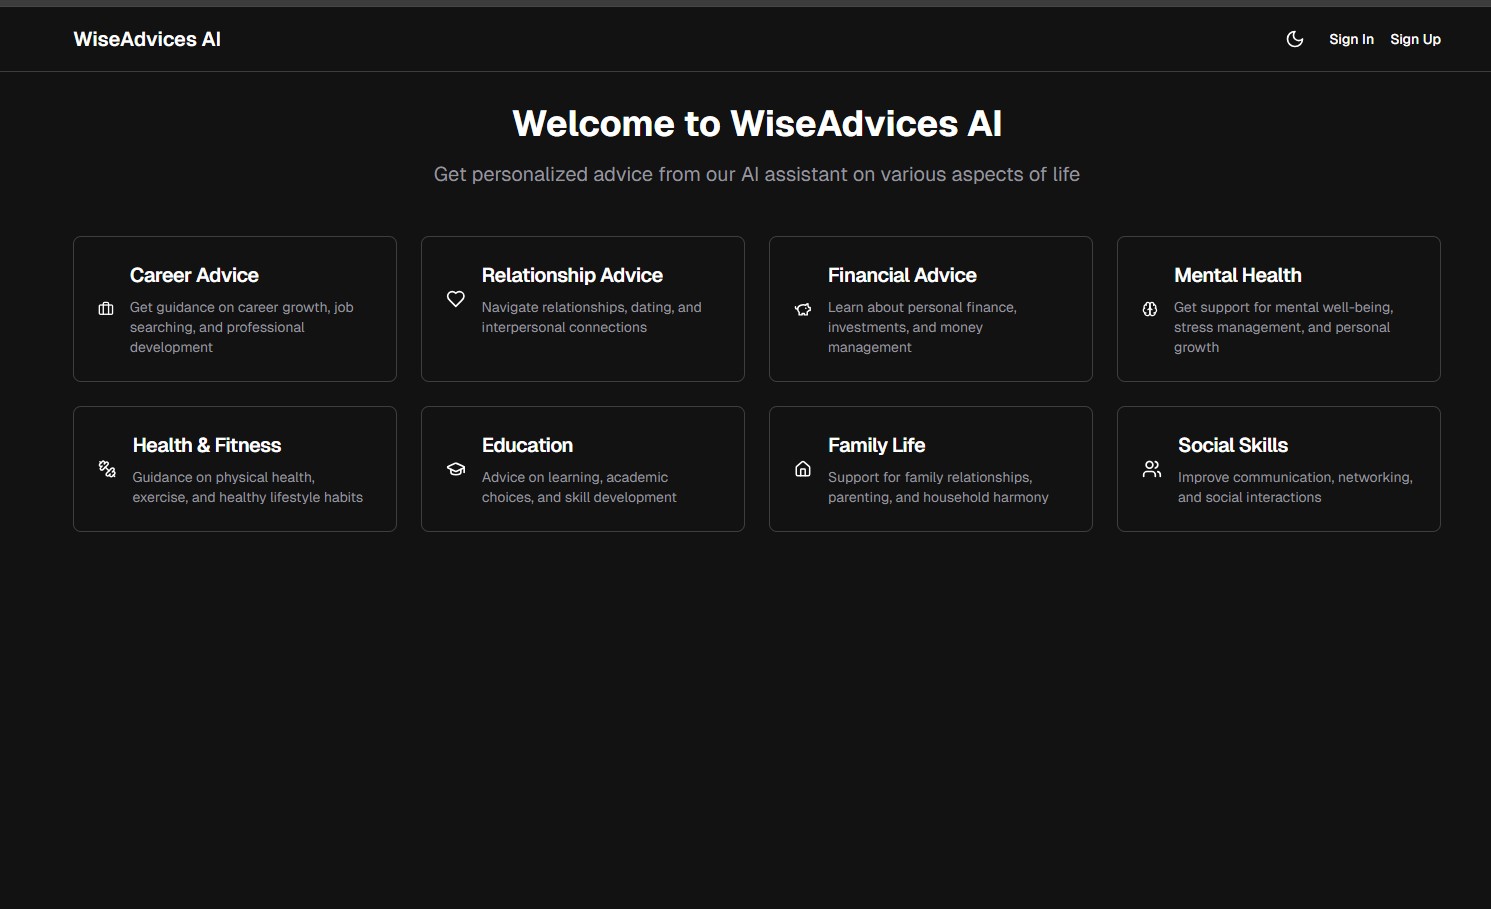 WiseAdvices AI
Sign In
Sign Up
Welcome to WiseAdvices AI
Get personalized advice from our AI assistant on various aspects of life
Career Advice
Get guidance on career growth, job
searching, and professional
development
Relationship Advice
Navigate relationships, dating, and
interpersonal connections
Financial Advice
Learn about personal finance,
investments, and money
management
Mental Health
Get support for mental well-being,
stress management, and personal
growth
Health & Fitness
Guidance on physical health,
exercise, and healthy lifestyle habits
Education
Advice on learning, academic
choices, and skill development
Family Life
Support for family relationships,
parenting, and household harmony
Social Skills
Improve communication, networking,
and social interactions